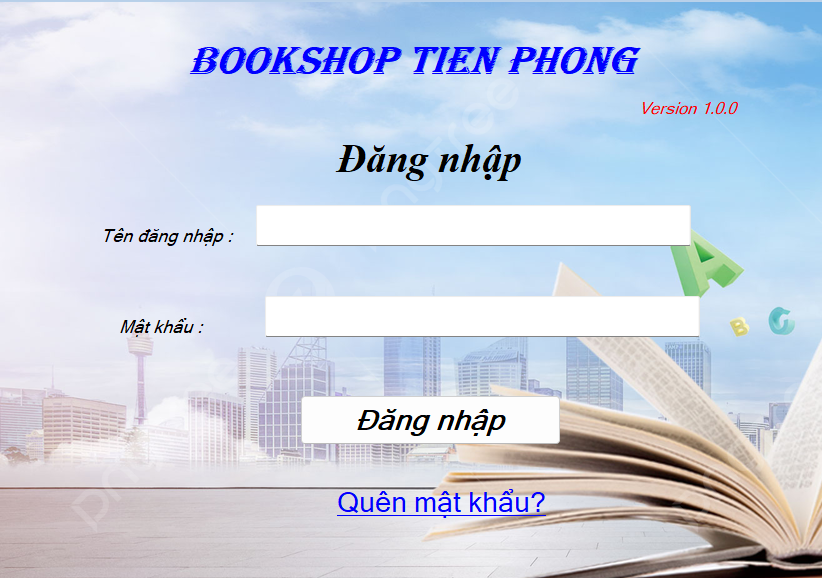 BOOKSHOP TIEN PHONG
Version 1.0.0
Đăng nhập
Tên đăng nhập :
A
B
G
Mật khẩu :
Đăng nhập
Quên mật khẩu?